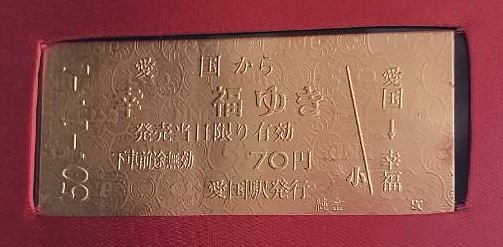 50.-1.-1
愛国から
幸福ゆき
発売当日限り有効
下車前途無効 70円
愛国駅発行
愛国→幸福
小
純金